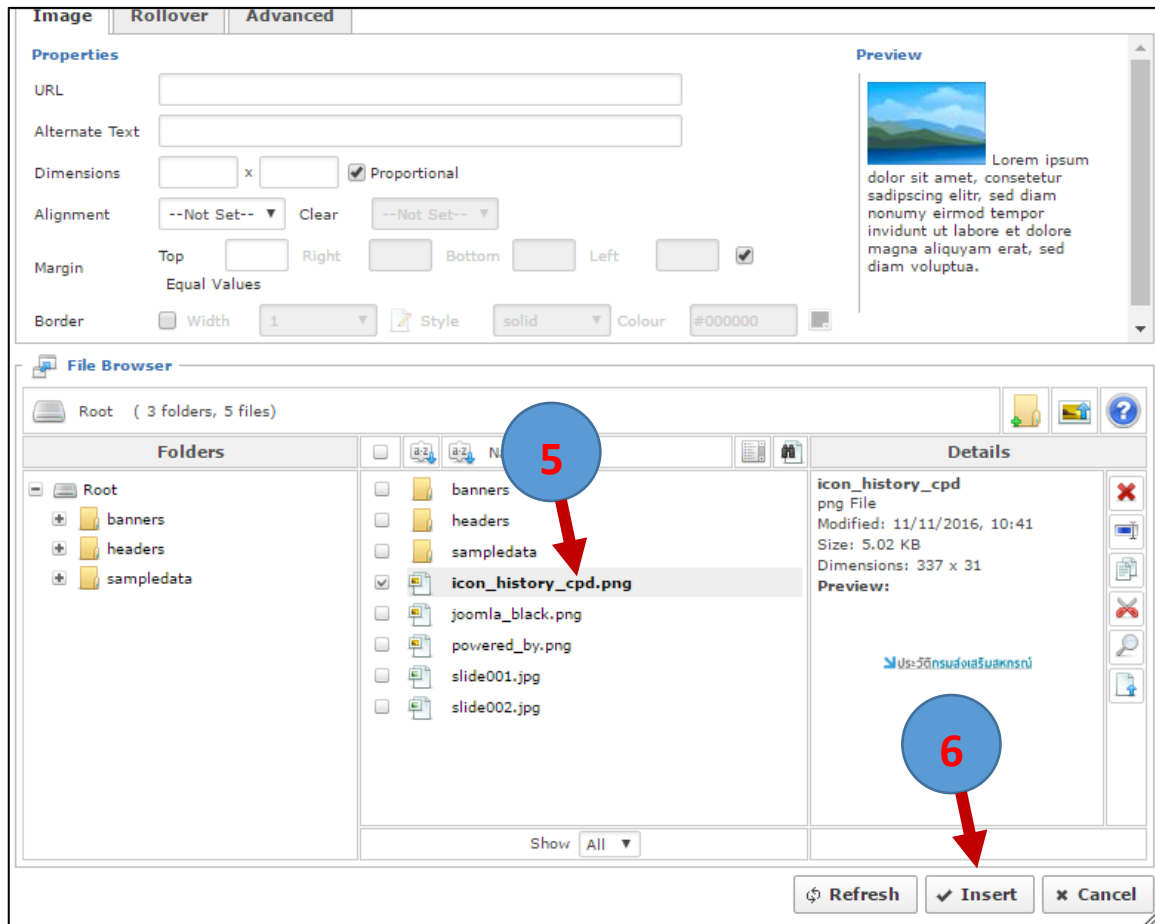 Image Rollover Advanced
Properties
URL
Alternate Text
Dimensions x Proportional
Alignment --Not Set-- Clear --Not Set--
Margin Top Right Bottom Left
Equal Values
Border Width 1 Style solid Colour #000000
Preview
Lorem ipsum
dolor sit amet, consetetur
sadipscing elitr, sed diam
nonumy eirmod tempor
invidunt ut labore et dolore
magna aliquyam erat, sed
diam voluptua.
File Browser
Root ( 3 folders, 5 files)
Folders
Root
banners
headers
sampledata
5
banners
headers
sampledata
icon_history_cpd.png
joomla_black.png
powered_by.png
slide001.jpg
slide002.jpg
Show All
Details
icon_history_cpd
png File
Modified: 11/11/2016, 10:41
Size: 5.02 KB
Dimensions: 337 x 31
Preview:
ประวัติกรมส่งเสริมสหกรณ์
6
Refresh Insert Cancel